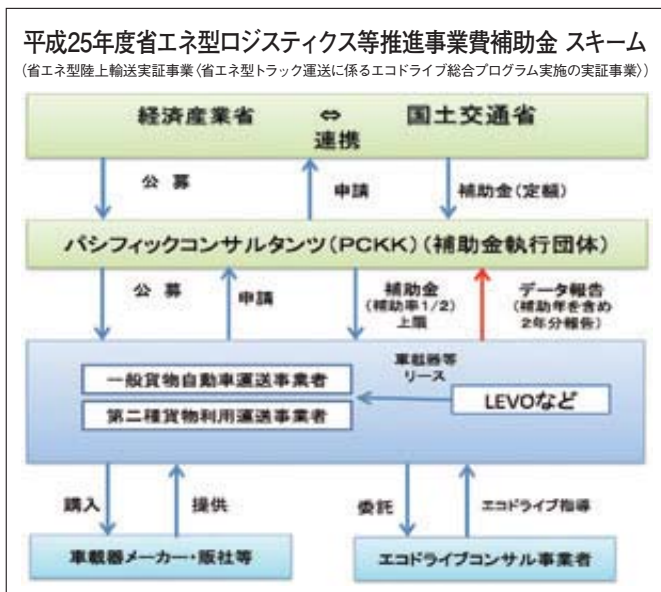 平成25年度省エネ型ロジスティクス等推進事業費補助金 スキーム
(省エネ型陸上輸送実証事業〈省エネ型トラック運送に係るエコドライブ総合プログラム実施の実証事業〉)
経済産業省 ⇔ 国土交通省
連携
公募
申請
補助金(定額)
パシフィックコンサルタンツ(PCKK)(補助金執行団体)
公募
申請
補助金
(補助率1/2)
上限
データ報告
(補助年を含め
2年分報告)
一般貨物自動車運送事業者
第二種貨物利用運送事業者
車載器等
リース
LEVOなど
購入
提供
委託
エコドライブ指導
車載器メーカー・販社等
エコドライブコンサル事業者